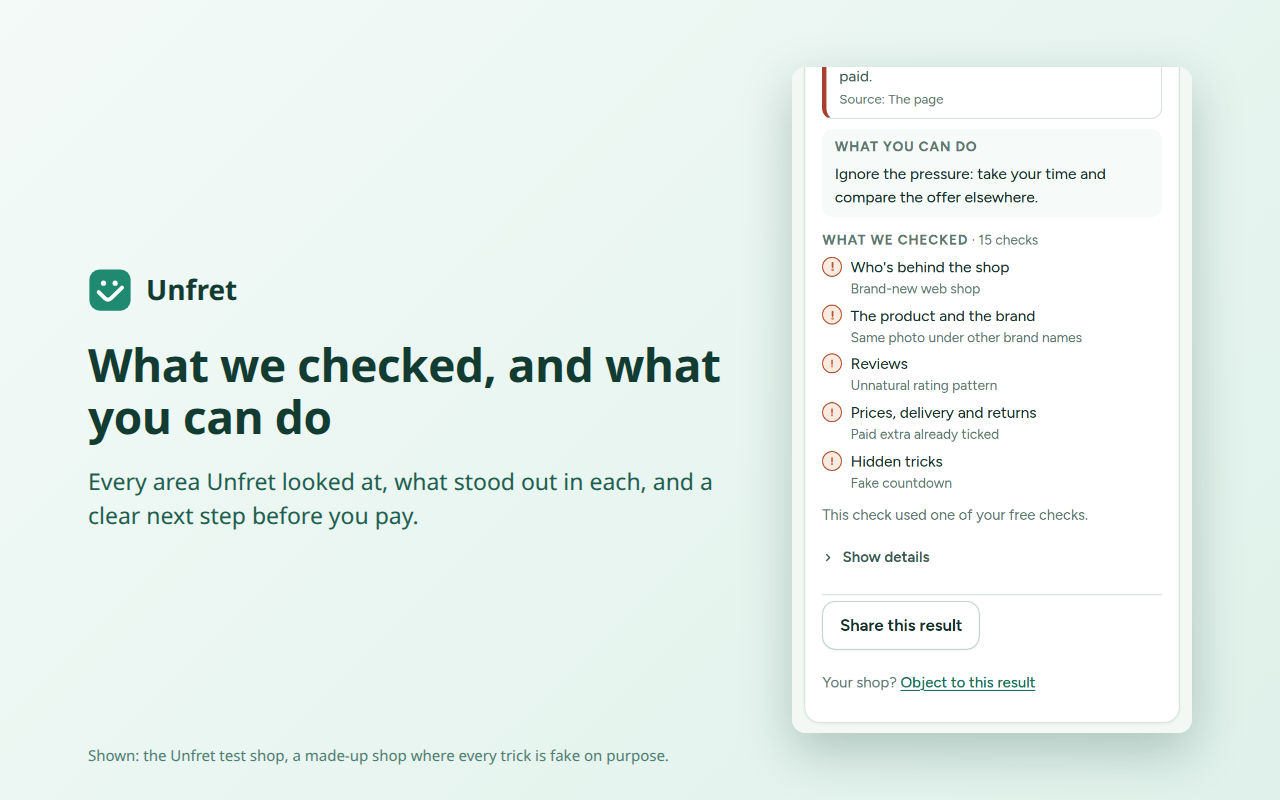 Unfret
What we checked, and what
you can do
Every area Unfret looked at, what stood out in each, and a
clear next step before you pay.
Shown: the Unfret test shop, a made-up shop where every trick is fake on purpose.
paid.
Source: The page
WHAT YOU CAN DO
Ignore the pressure: take your time and
compare the offer elsewhere.
WHAT WE CHECKED · 15 checks
! Who's behind the shop
Brand-new web shop
! The product and the brand
Same photo under other brand names
! Reviews
Unnatural rating pattern
! Prices, delivery and returns
Paid extra already ticked
! Hidden tricks
Fake countdown
This check used one of your free checks.
Show details
Share this result
Your shop? Object to this result